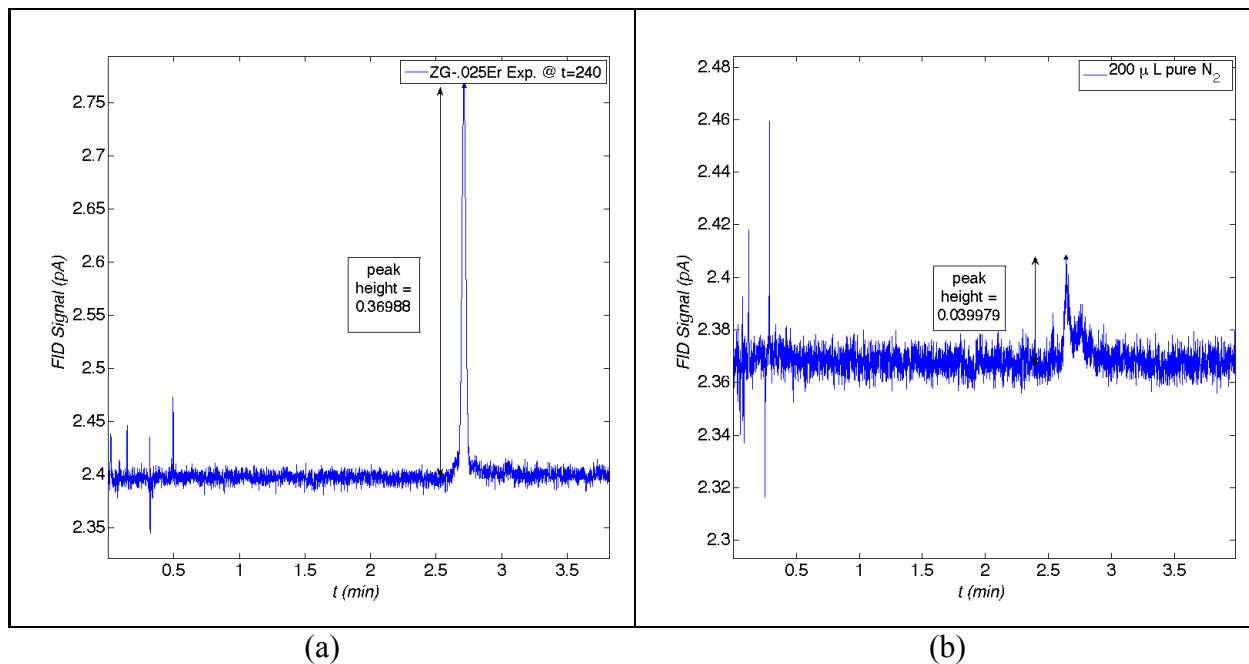 ZG-.025Er Exp. @ t=240
2.75
2.7
2.65
2.6
2.55
2.5
2.45
2.4
2.35
FID Signal (pA)
peak
height =
0.36988
0.5 1 1.5 2 2.5 3 3.5
t (min)
(a)
200 μ L pure N₂
2.48
2.46
2.44
2.42
2.4
2.38
2.36
2.34
2.32
2.3
FID Signal (pA)
peak
height =
0.039979
0.5 1 1.5 2 2.5 3 3.5
t (min)
(b)